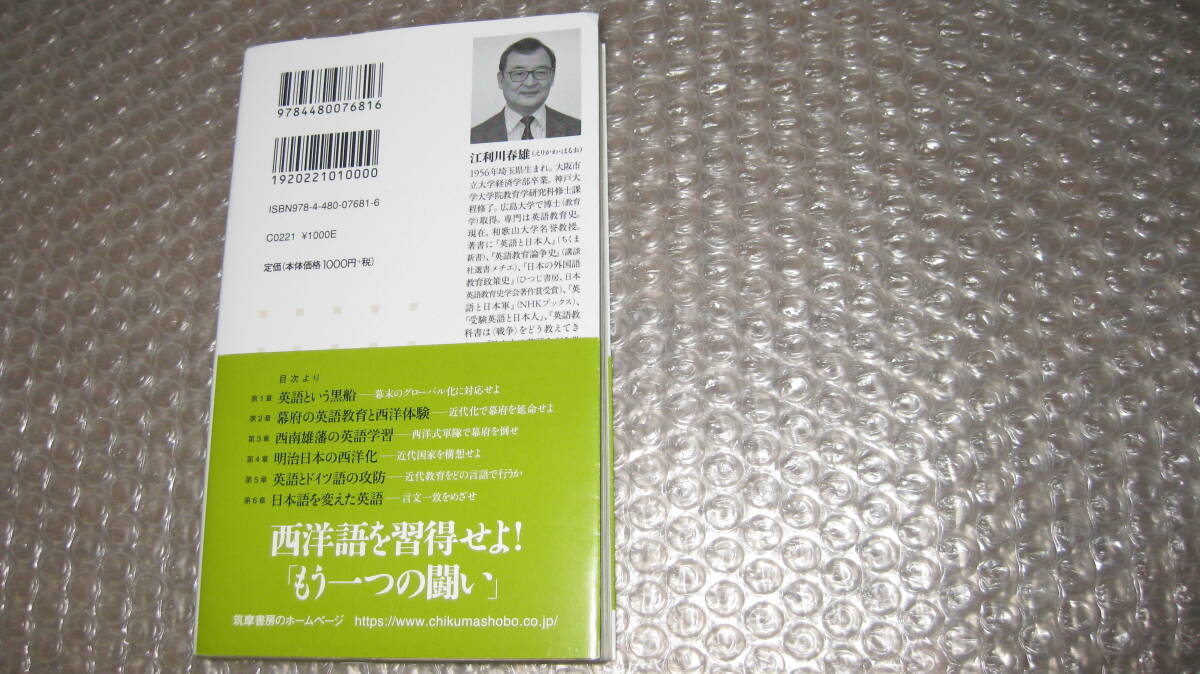 9784480076816
1920221010000
ISBN978-4-480-07681-6
C0221 ¥1000E
定価(本体価格1000円+税)
江利川春雄(えりかわ・はるお)
1956年埼玉県生まれ。大阪市
立大学経済学部卒業。神戸大
学大学院教育学研究科修士課
程修了。広島大学で博士(教育
学)取得。専門は英語教育史。
現在、和歌山大学名誉教授。
著書に『英語と日本人』(ちくま
新書)、『英語教育論争史』(講談
社選書メチエ)、『日本の外国語
教育政策史』(ひつじ書房、日本
英語教育史学会著作賞受賞)、『英
語と日本軍』(NHKブックス)、
『受験英語と日本人』、『英語教
科書は〈戦争〉をどう教えてき
目次より
第1章 英語という黒船──幕末のグローバル化に対応せよ
第2章 幕府の英語教育と西洋体験──近代化で幕府を延命せよ
第3章 西南雄藩の英語学習──西洋式軍隊で幕府を倒せ
第4章 明治日本の西洋化──近代国家を構想せよ
第5章 英語とドイツ語の攻防──近代教育をどの言語で行うか
第6章 日本語を変えた英語──言文一致をめざせ
西洋語を習得せよ!
「もう一つの闘い」
筑摩書房のホームページ https://www.chikumashobo.co.jp/